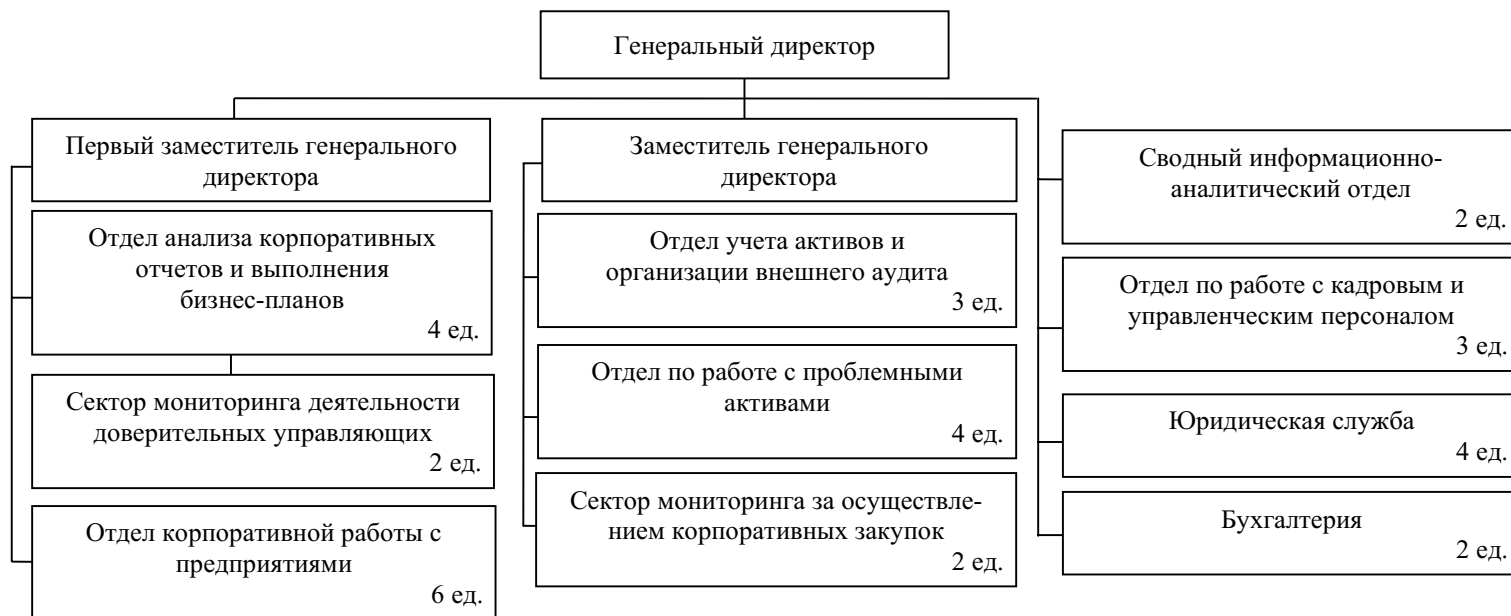 Генеральный директор
Первый заместитель генерального
директора
Отдел анализа корпоративных
отчетов и выполнения
бизнес-планов
4 ед.
Сектор мониторинга деятельности
доверительных управляющих
2 ед.
Отдел корпоративной работы с
предприятиями
6 ед.
Заместитель генерального
директора
Отдел учета активов и
организации внешнего аудита
3 ед.
Отдел по работе с проблемными
активами
4 ед.
Сектор мониторинга за осуществле-
нием корпоративных закупок
2 ед.
Сводный информационно-
аналитический отдел
2 ед.
Отдел по работе с кадровым и
управленческим персоналом
3 ед.
Юридическая служба
4 ед.
Бухгалтерия
2 ед.